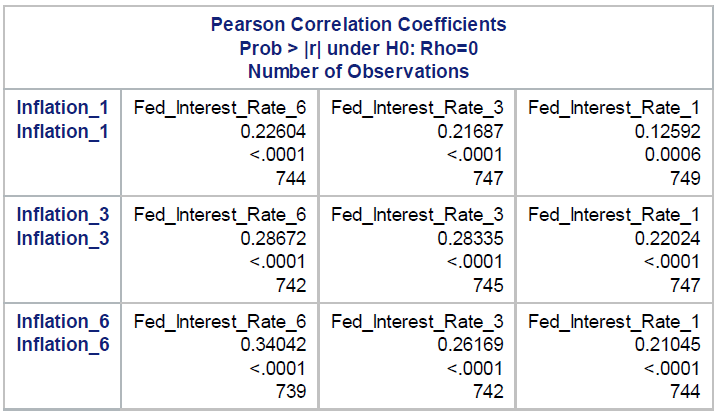 Pearson Correlation Coefficients
Prob > |r| under H0: Rho=0
Number of Observations
Inflation_1 Fed_Interest_Rate_6 Fed_Interest_Rate_3 Fed_Interest_Rate_1
Inflation_1 0.22604 0.21687 0.12592
<.0001 <.0001 0.0006
744 747 749
Inflation_3 Fed_Interest_Rate_6 Fed_Interest_Rate_3 Fed_Interest_Rate_1
Inflation_3 0.28672 0.28335 0.22024
<.0001 <.0001 <.0001
742 745 747
Inflation_6 Fed_Interest_Rate_6 Fed_Interest_Rate_3 Fed_Interest_Rate_1
Inflation_6 0.34042 0.26169 0.21045
<.0001 <.0001 <.0001
739 742 744